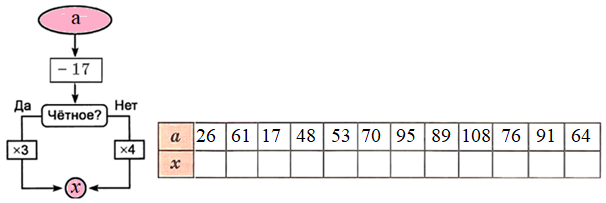 a
− 17
Да Нет
Чётное?
×3 ×4
x
a 26 61 17 48 53 70 95 89 108 76 91 64
x